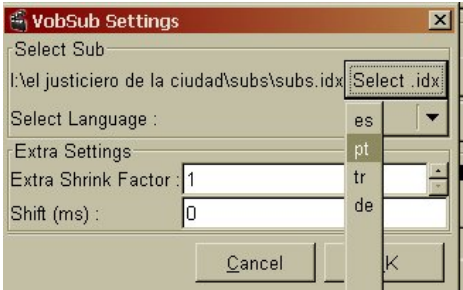 VobSub Settings
Select Sub
I:\el justiciero de la ciudad\subs\subs.idx Select .idx
Select Language :
es
pt
tr
de
Extra Settings
Extra Shrink Factor : 1
Shift (ms) : 0
Cancel K